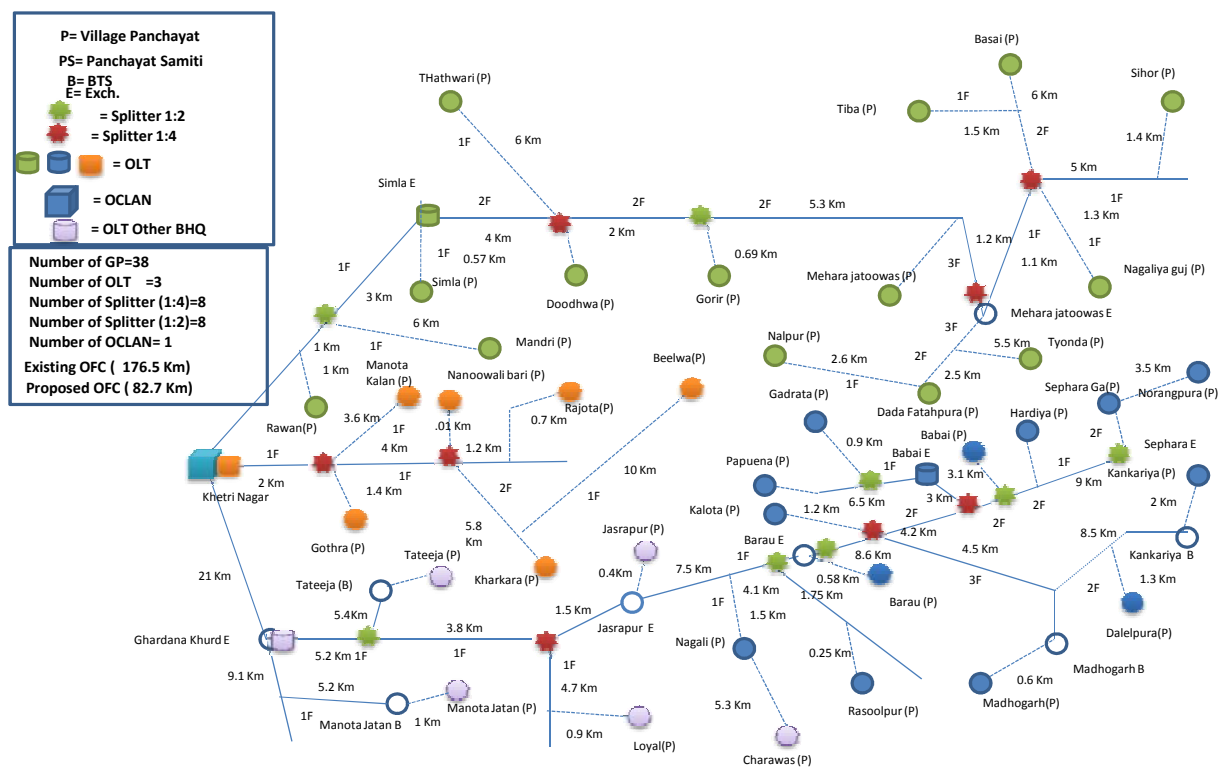 P= Village Panchayat
PS= Panchayat Samiti
B= BTS
E= Exch.
= Splitter 1:2
= Splitter 1:4
= OLT
= OCLAN
= OLT Other BHQ
Number of GP=38
Number of OLT =3
Number of Splitter (1:4)=8
Number of Splitter (1:2)=8
Number of OCLAN= 1
Existing OFC ( 176.5 Km)
Proposed OFC ( 82.7 Km)
Basai (P)
THathwari (P)
Sihor (P)
Tiba (P)
1F
6 Km
1.5 Km
2F
1.4 Km
1F
6 Km
5 Km
Simla E
2F
2F
2F
5.3 Km
1F
1.3 Km
4 Km
2 Km
1.2 Km
1F
1F
1F
0.57 Km
0.69 Km
1.1 Km
1F
Simla (P)
Doodhwa (P)
Gorir (P)
Mehara jatoowas (P)
3F
Nagaliya guj (P)
3 Km
Mehara jatoowas E
6 Km
3F
1 Km
1F
Mandri (P)
Nalpur (P)
2F
5.5 Km
Tyonda (P)
1 Km
Manota
Kalan (P)
Nanoowali bari (P)
Beelwa(P)
2.6 Km
2.5 Km
3.5 Km
1F
Sephara Ga(P)
Norangpura(P)
Rawan(P)
3.6 Km
Rajota(P)
Gadrata (P)
Dada Fatahpura(P)
Hardiya (P)
1F
.01 Km
0.7 Km
Babai (P)
2F
Sephara E
1F
4 Km
1.2 Km
0.9 Km
Babai E
Kankariya (P)
2 Km
1F
10 Km
Papuena (P)
1F
3.1 Km
1F
9 Km
Khetri Nagar
1.4 Km
2F
1F
6.5 Km
3 Km
2F
2 Km
Kalota (P)
1.2 Km
2F
2F
5.8
Km
Jasrapur (P)
Barau E
4.2 Km
8.5 Km
Gothra (P)
Tateeja (P)
1F
8.6 Km
4.5 Km
Kankariya B
21 Km
Tateeja (B)
Kharkara (P)
0.4Km
7.5 Km
4.1 Km
0.58 Km
3F
2F
1.3 Km
5.4Km
1.5 Km
1F
1.75 Km
Barau (P)
1.5 Km
Dalelpura(P)
Ghardana Khurd E
3.8 Km
Jasrapur E
Nagali (P)
0.25 Km
5.2 Km
1F
1F
1F
Madhogarh B
9.1 Km
5.2 Km
4.7 Km
0.6 Km
1F
Manota Jatan B
1 Km
Manota Jatan (P)
5.3 Km
Rasoolpur (P)
Madhogarh(P)
0.9 Km
Loyal(P)
Charawas (P)